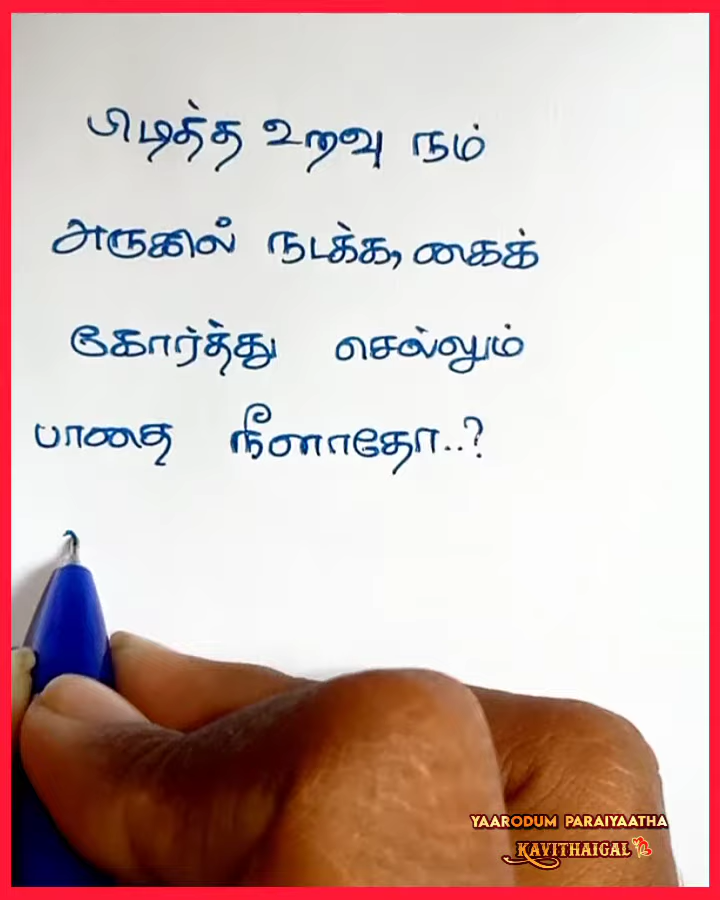 பிடித்த உறவு நம்
அருகில் நடக்க, கைக்
கோர்த்து செல்லும்
பாதை நீளாதோ..?
YAARODUM PARAIYAATHA
KAVITHAIGAL